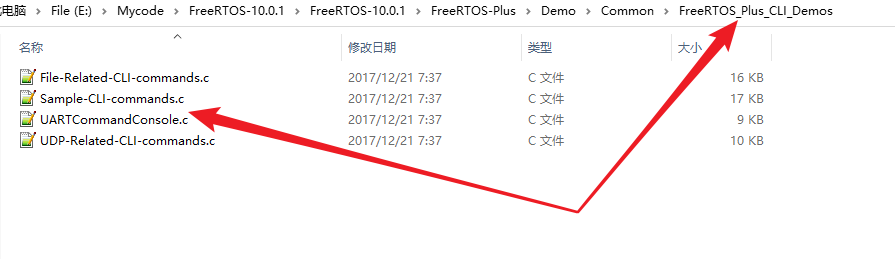 比电脑 > File (E:) > Mycode > FreeRTOS-10.0.1 > FreeRTOS-10.0.1 > FreeRTOS-Plus > Demo > Common > FreeRTOS_Plus_CLI_Demos
名称 修改日期 类型 大小
File-Related-CLI-commands.c 2017/12/21 7:37 C 文件 16 KB
Sample-CLI-commands.c 2017/12/21 7:37 C 文件 17 KB
UARTCommandConsole.c 2017/12/21 7:37 C 文件 9 KB
UDP-Related-CLI-commands.c 2017/12/21 7:37 C 文件 10 KB